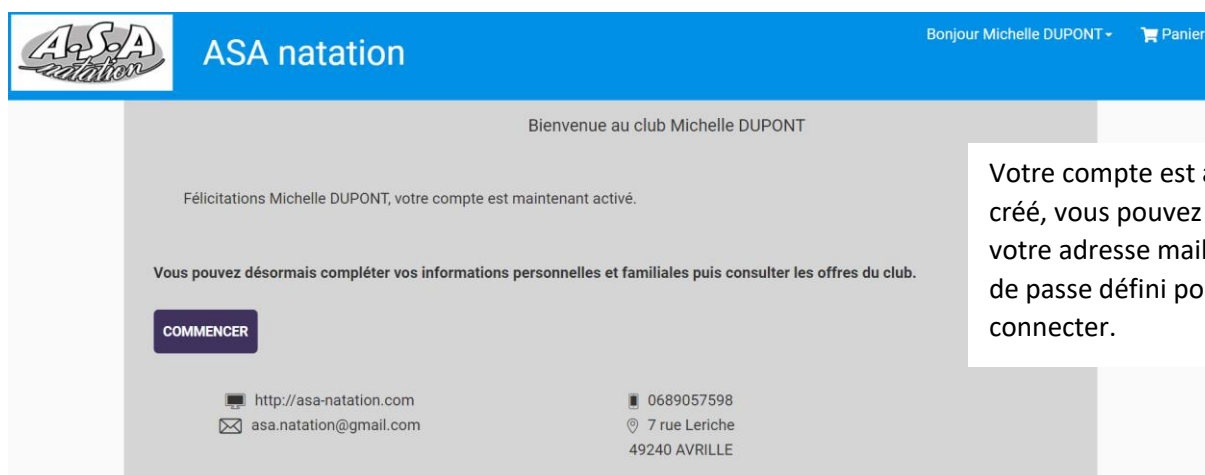 A.S.A
natation
ASA natation
Bonjour Michelle DUPONT
Panier
Bienvenue au club Michelle DUPONT
Félicitations Michelle DUPONT, votre compte est maintenant activé.
Vous pouvez désormais compléter vos informations personnelles et familiales puis consulter les offres du club.
COMMENCER
http://asa-natation.com
asa.natation@gmail.com
0689057598
7 rue Leriche
49240 AVRILLE
Votre compte est
créé, vous pouvez
votre adresse mail
de passe défini
connecter.